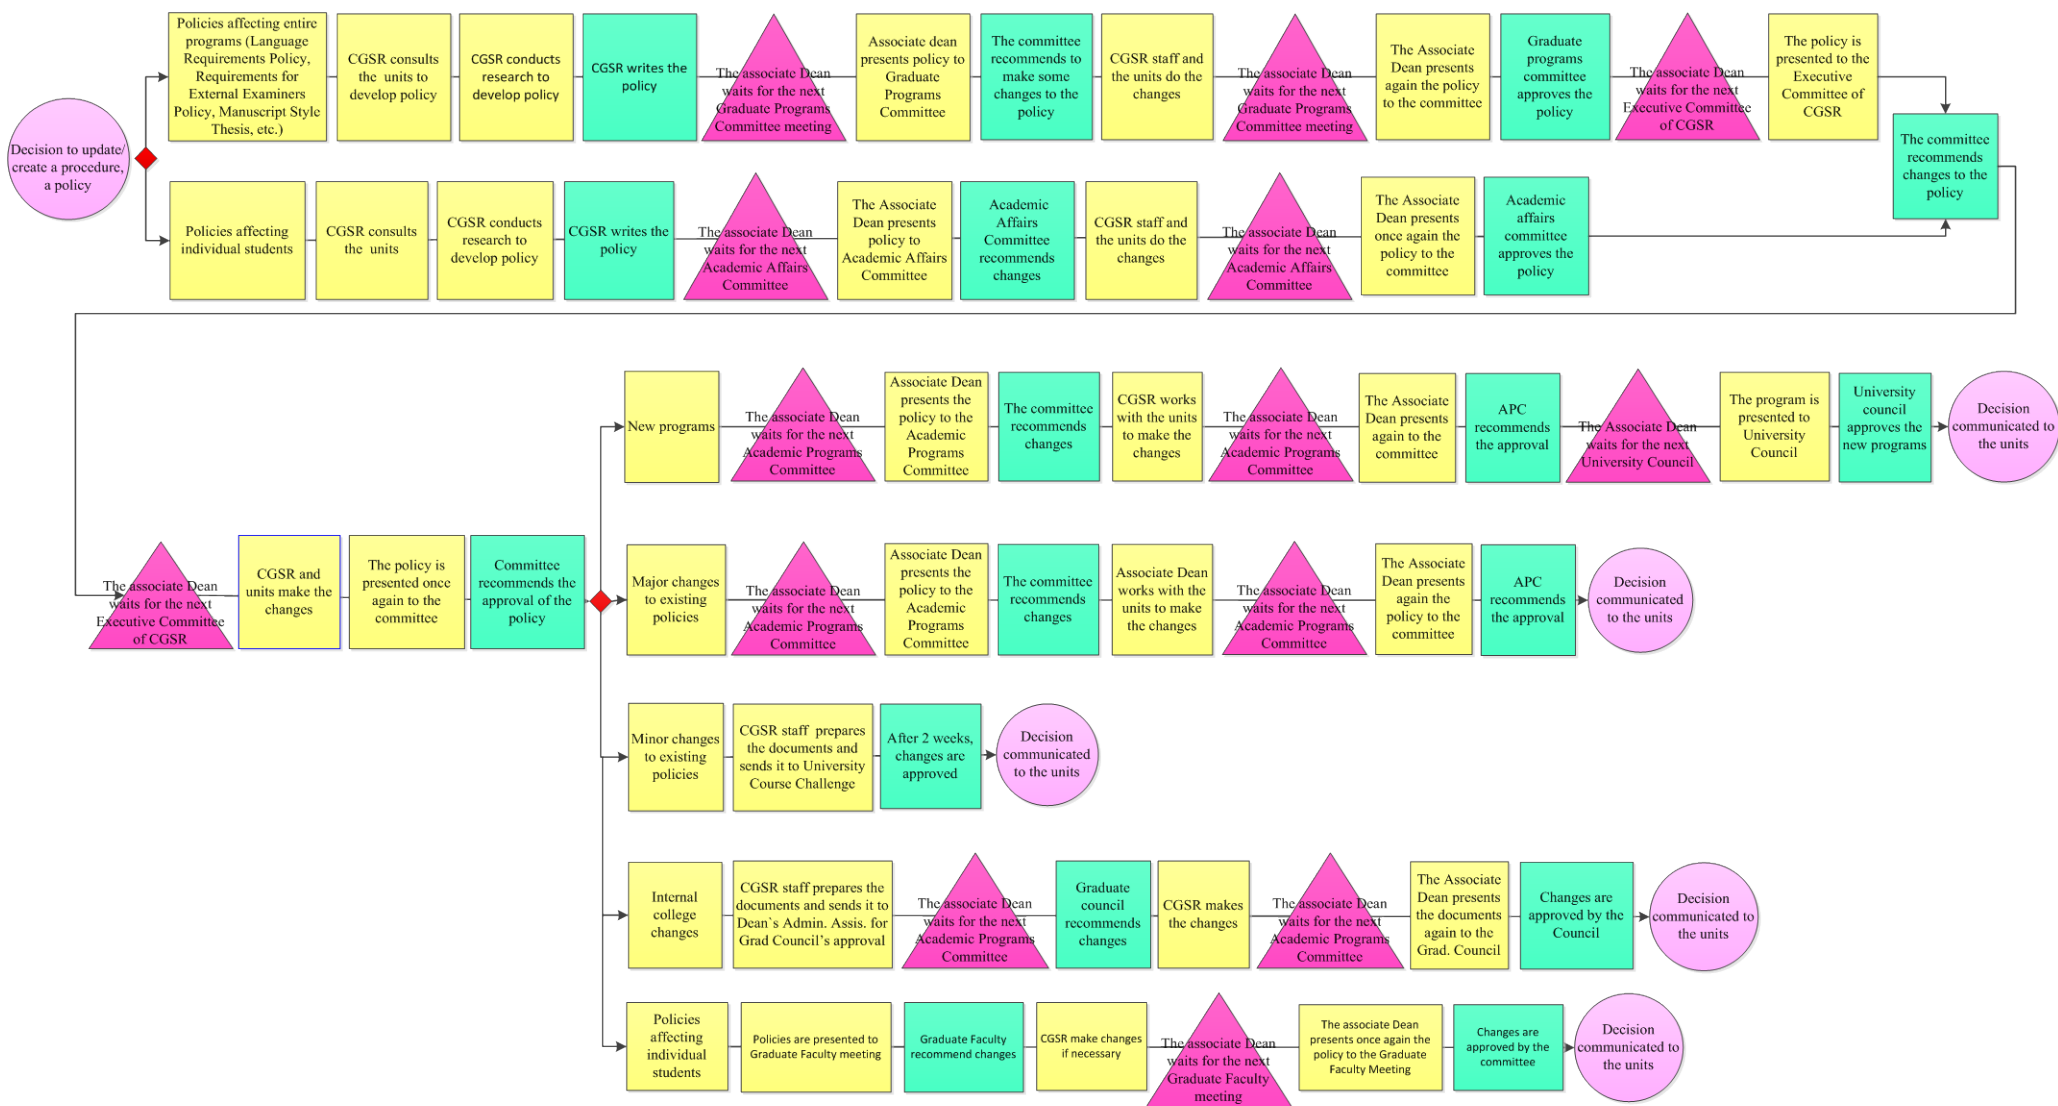 Decision to update/
create a procedure,
a policy
Policies affecting entire
programs (Language
Requirements Policy,
Requirements for
External Examiners
Policy, Manuscript Style
Thesis, etc.)
CGSR consults
the units to
develop policy
CGSR conducts
research to
develop policy
CGSR writes the
policy
The associate Dean
waits for the next
Graduate Programs
Committee meeting
Associate dean
presents policy to
Graduate
Programs
Committee
The committee
recommends to
make some
changes to the
policy
CGSR staff and
the units do the
changes
The associate Dean
waits for the next
Graduate Programs
Committee meeting
The Associate
Dean presents
again the policy
to the committee
Graduate
programs
committee
approves the
policy
The associate Dean
waits for the next
Executive Committee
of CGSR
The policy is
presented to the
Executive
Committee of
CGSR
The committee
recommends
changes to the
policy
Policies affecting
individual students
CGSR consults
the units
CGSR conducts
research to
develop policy
CGSR writes the
policy
The associate Dean
waits for the next
Academic Affairs
Committee
The Associate
Dean presents
policy to
Academic Affairs
Committee
Academic
Affairs
Committee
recommends
changes
CGSR staff and
the units do the
changes
The associate Dean
waits for the next
Academic Affairs
Committee
The Associate
Dean presents
once again the
policy to the
committee
Academic
affairs
committee
approves the
policy
The associate Dean
waits for the next
Executive Committee
of CGSR
CGSR and
units make the
changes
The policy is
presented once
again to the
committee
Committee
recommends the
approval of the
policy
New programs
The associate Dean
waits for the next
Academic Programs
Committee
Associate Dean
presents the
policy to the
Academic
Programs
Committee
The committee
recommends
changes
CGSR works
with the units
to make the
changes
The associate Dean
waits for the next
Academic Programs
Committee
The Associate
Dean presents
again to the
committee
APC
recommends
the approval
The Associate Dean
waits for the next
University Council
The program is
presented to
University
Council
University
council
approves the
new programs
Decision
communicated to
the units
Major changes
to existing
policies
The associate Dean
waits for the next
Academic Programs
Committee
Associate Dean
presents the
policy to the
Academic
Programs
Committee
The committee
recommends
changes
Associate Dean
works with the
units to make
the changes
The associate Dean
waits for the next
Academic Programs
Committee
The Associate
Dean presents
again the
policy to the
committee
APC
recommends
the approval
Decision
communicated
to the units
Minor changes
to existing
policies
CGSR staff prepares
the documents and
sends it to University
Course Challenge
After 2 weeks,
changes are
approved
Decision
communicated
to the units
Internal
college
changes
CGSR staff prepares the
documents and sends it to
Dean`s Admin. Assis. for
Grad Council’s approval
The associate Dean
waits for the next
Academic Programs
Committee
Graduate
council
recommends
changes
CGSR makes
the changes
The associate Dean
waits for the next
Academic Programs
Committee
The Associate
Dean presents
the documents
again to the
Grad. Council
Changes are
approved by the
Council
Decision
communicated to
the units
Policies
affecting
individual
students
Policies are presented to
Graduate Faculty meeting
Graduate Faculty
recommend changes
CGSR make changes
if necessary
The associate Dean
waits for the next
Graduate Faculty
meeting
The associate Dean
presents once again the
policy to the Graduate
Faculty Meeting
Changes are
approved by the
committee
Decision
communicated to
the units